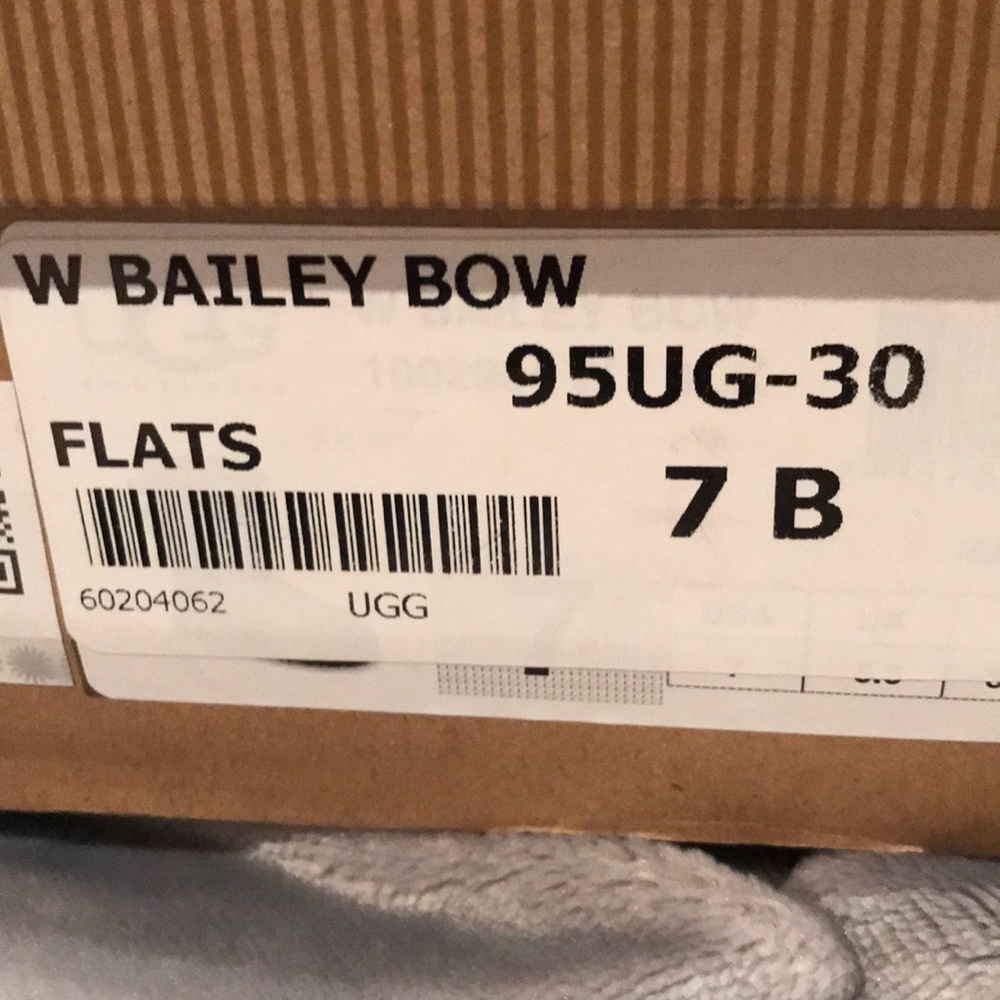 W BAILEY BOW
95UG-30
FLATS
7 B
60204062 UGG